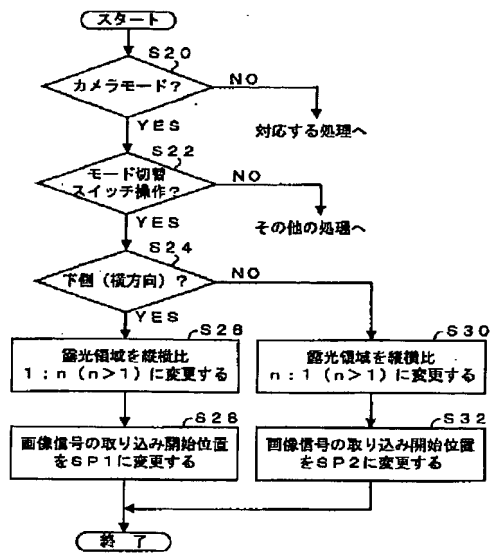 スタート
S20
カメラモード?
NO
対応する処理へ
YES
S22
モード切替
スイッチ操作?
NO
その他の処理へ
YES
S24
下側(横方向)?
NO
YES
S26
露光領域を縦横比
1:n(n>1)に変更する
S30
露光領域を縦横比
n:1(n>1)に変更する
S28
画像信号の取り込み開始位置
をSP1に変更する
S32
画像信号の取り込み開始位置
をSP2に変更する
終了